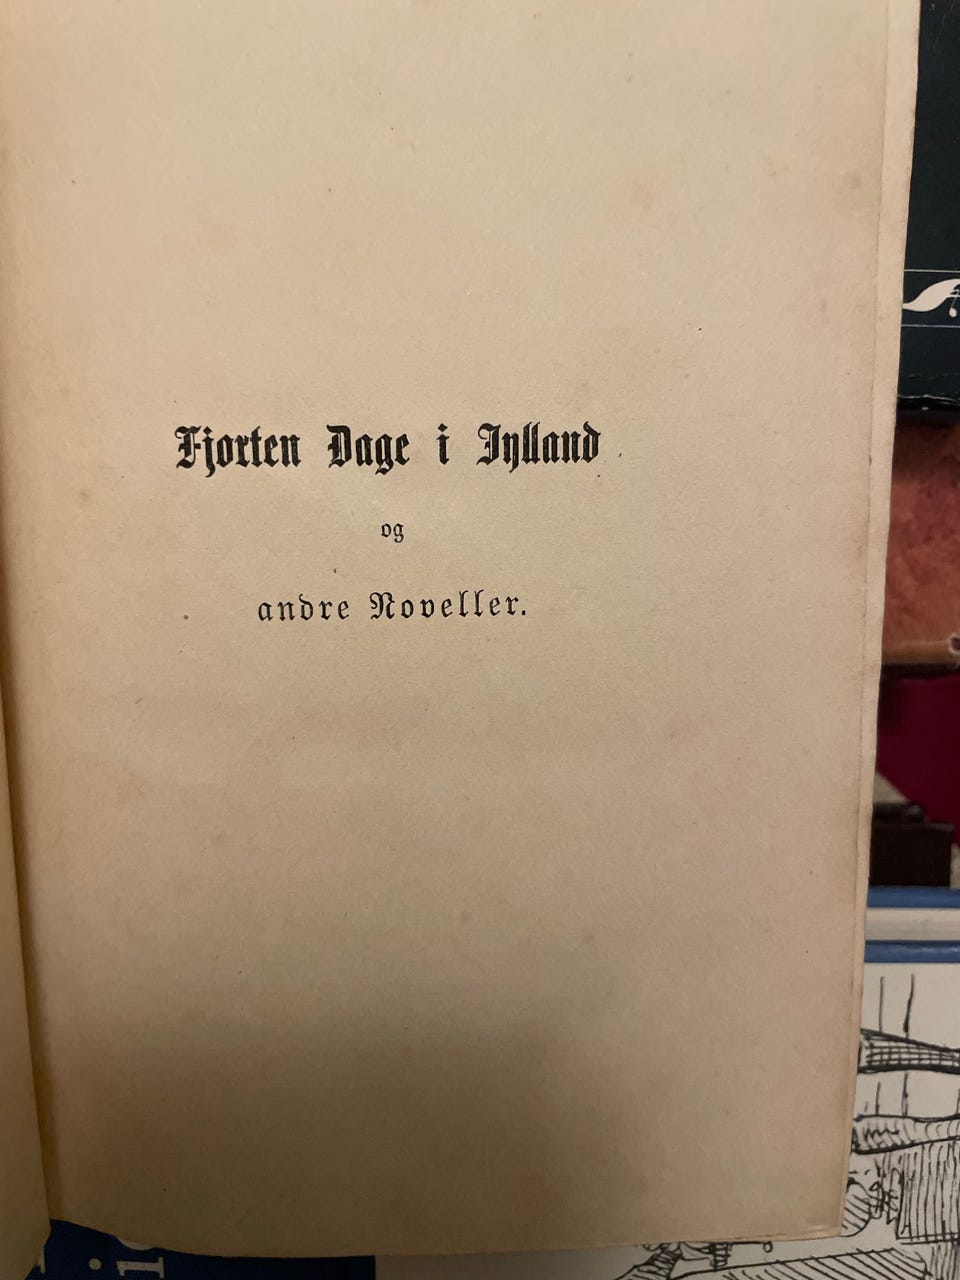 Fjorten Dage i Jylland
og
andre Noveller.